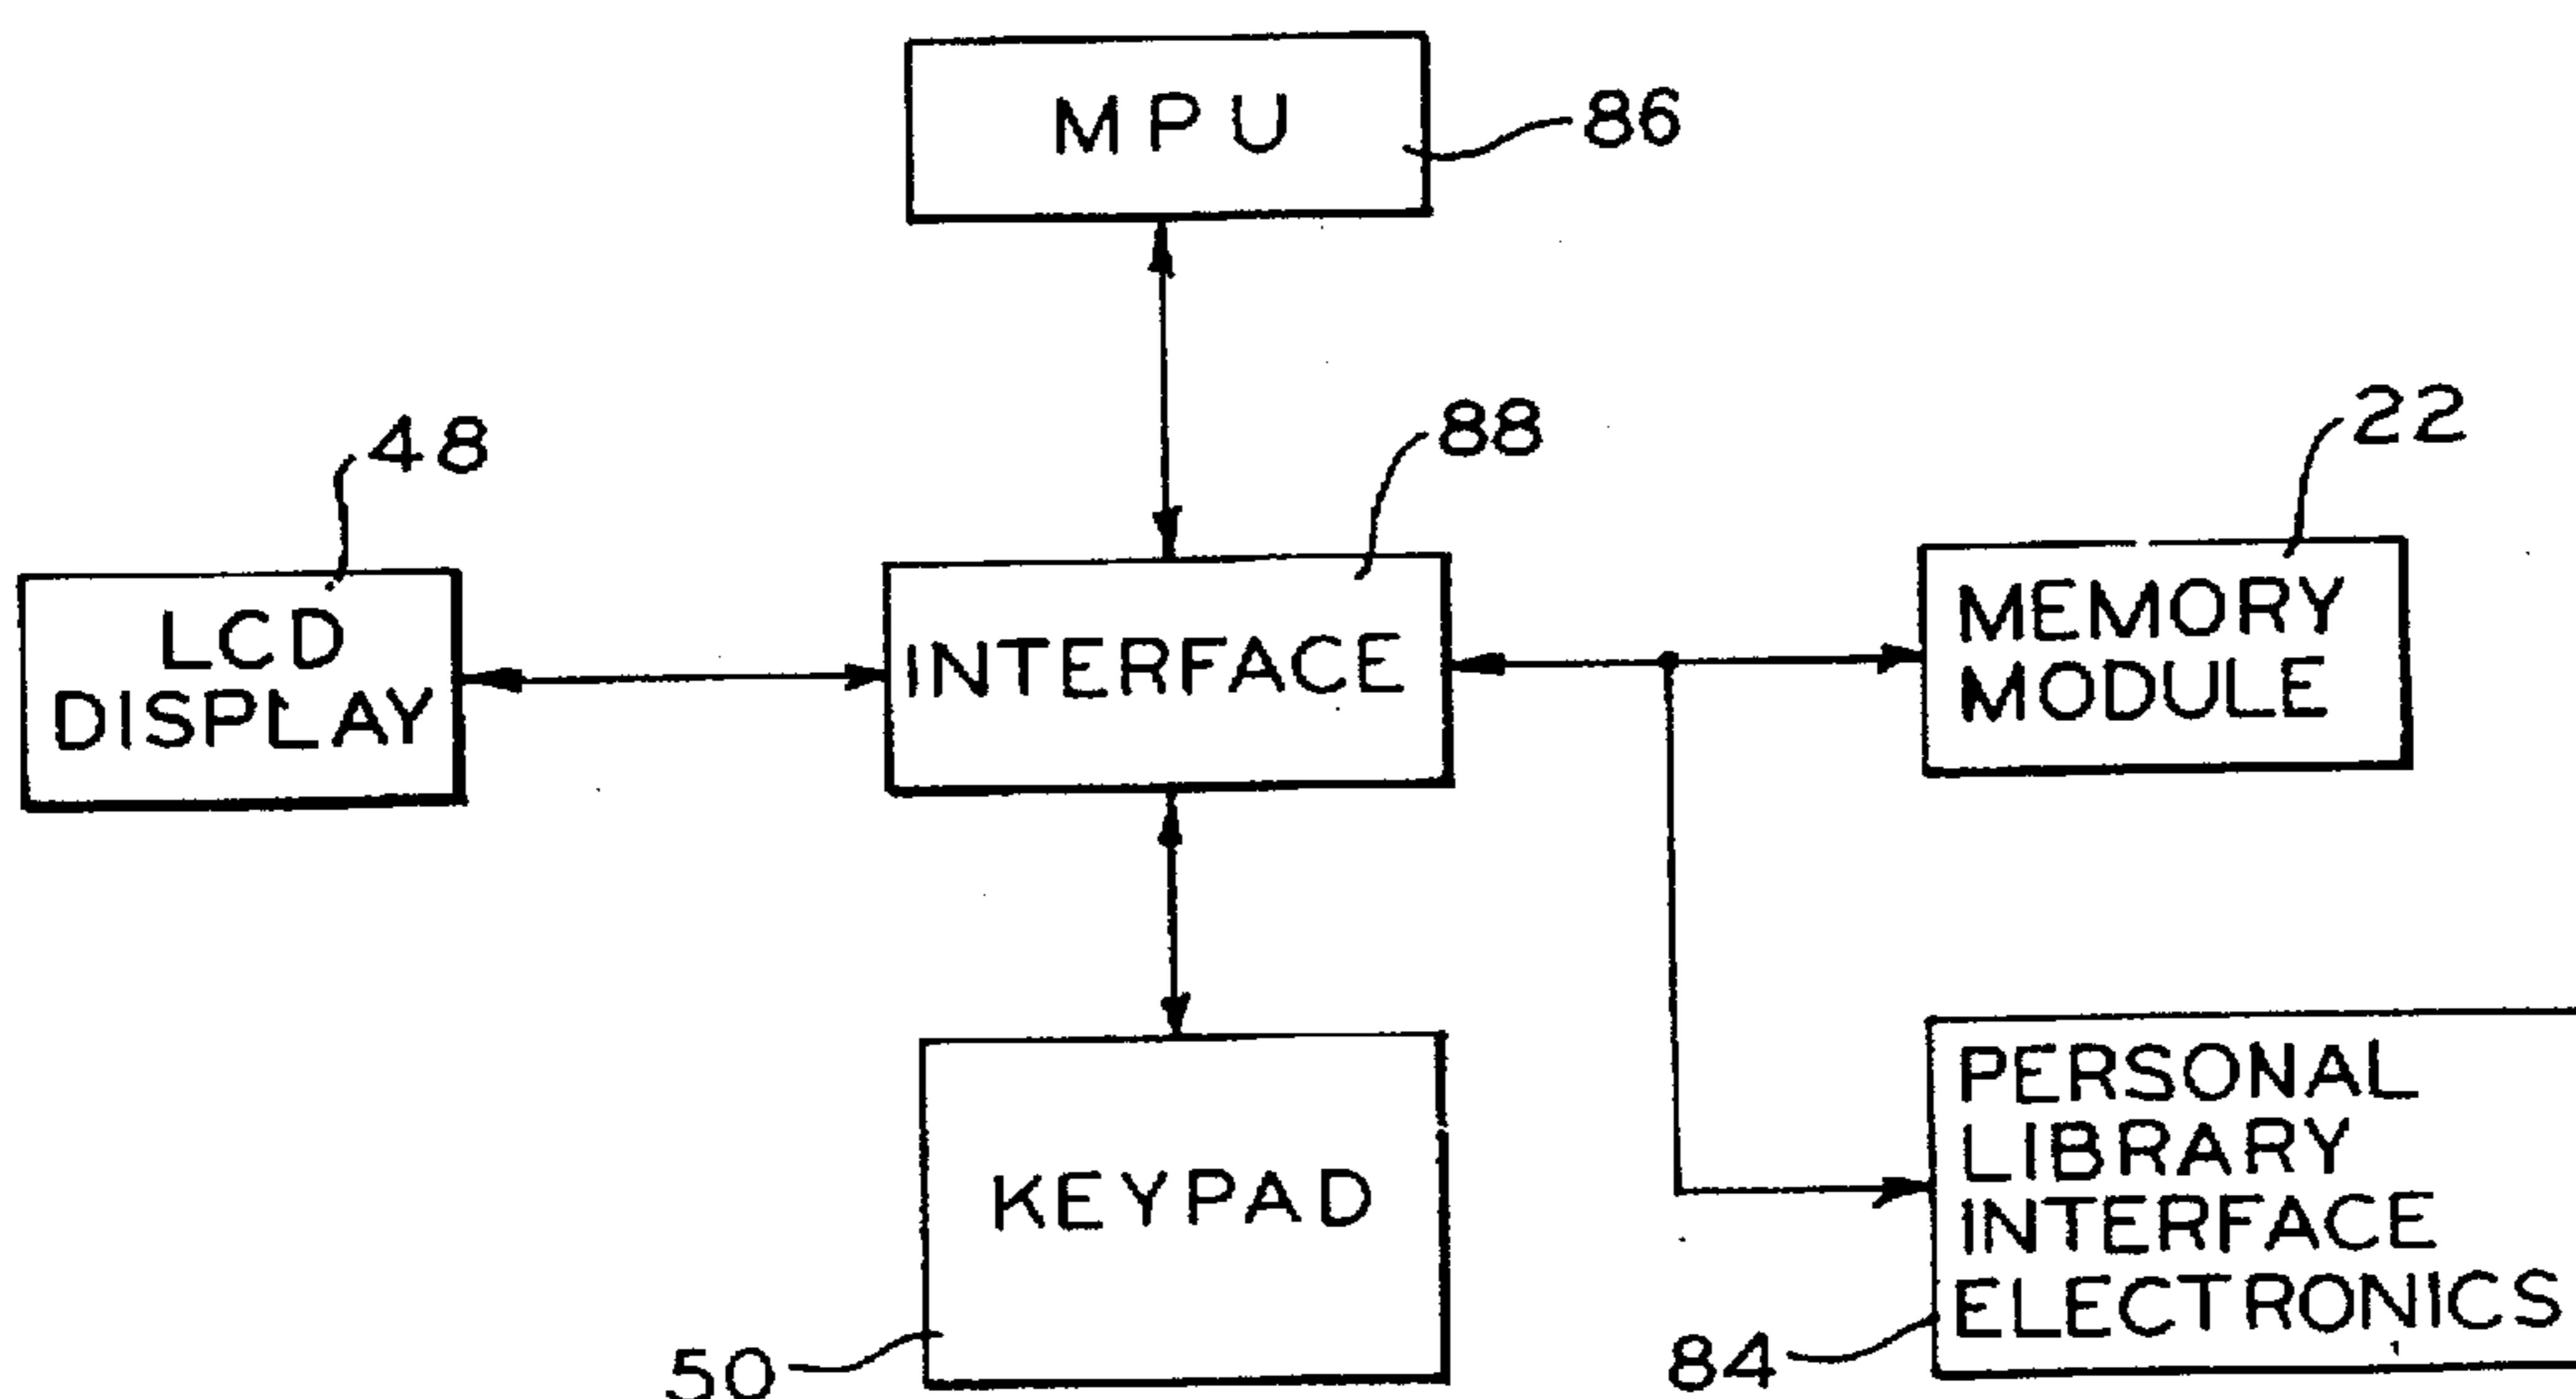 MPU
86
48
88
22
LCD
DISPLAY
INTERFACE
MEMORY
MODULE
KEYPAD
50
PERSONAL
LIBRARY
INTERFACE
ELECTRONICS
84